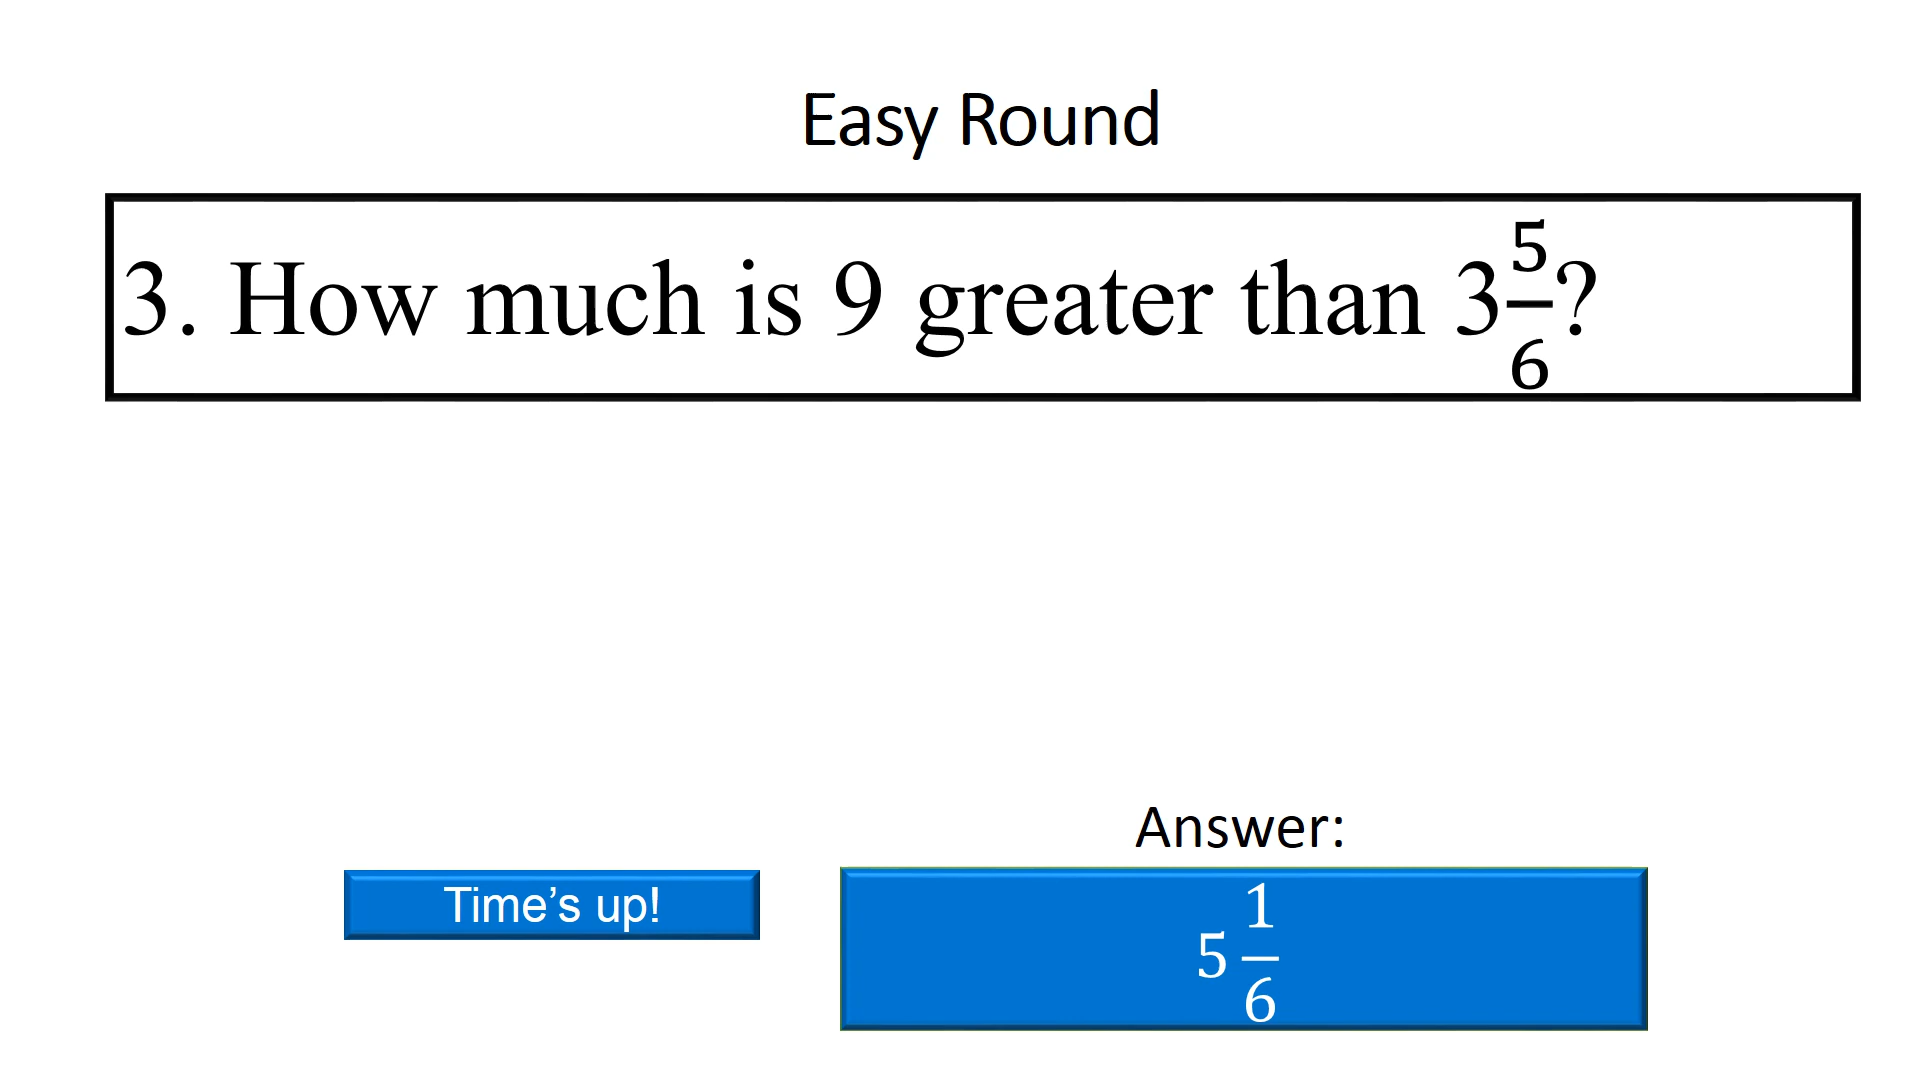 Easy Round
3. How much is 9 greater than 3 5/6?
Answer:
Time’s up!
5 1/6